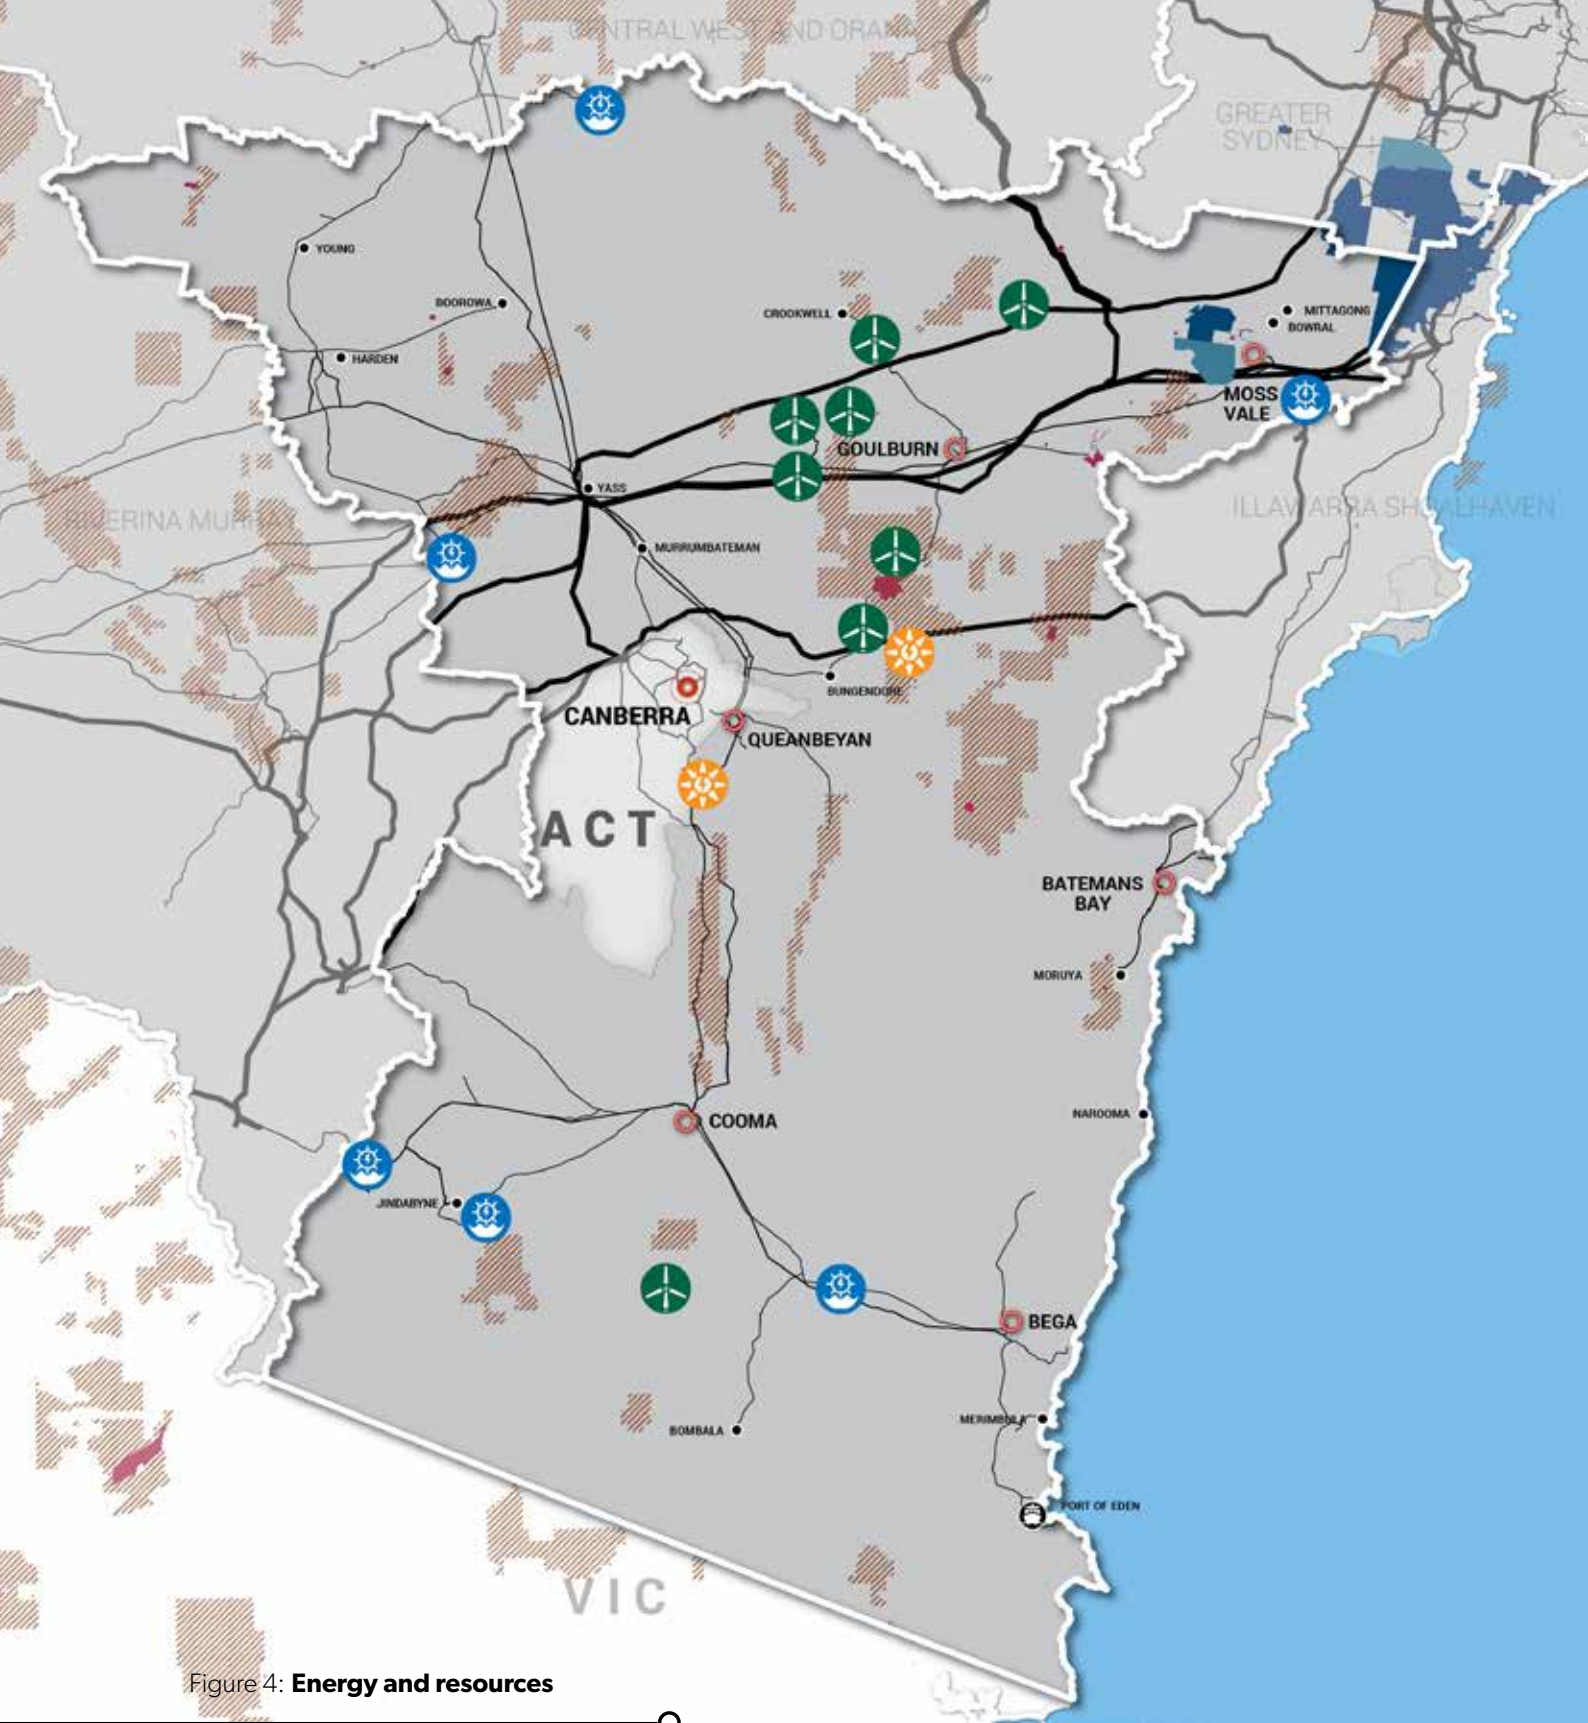 CENTRAL WEST AND ORANA
GREATER
SYDNEY
YOUNG
BOOROWA
CROOKWELL
MITTAGONG
BOWRAL
HARDEN
MOSS
VALE
GOULBURN
YASS
RIVERINA MURRAY
ILLAWARRA SHOALHAVEN
MURRUMBATEMAN
BUNGENDORE
CANBERRA
QUEANBEYAN
ACT
BATEMANS
BAY
MORUYA
NAROOMA
COOMA
JINDABYNE
BEGA
MERIMBULA
BOMBALA
PORT OF EDEN
VIC
Figure 4: Energy and resources